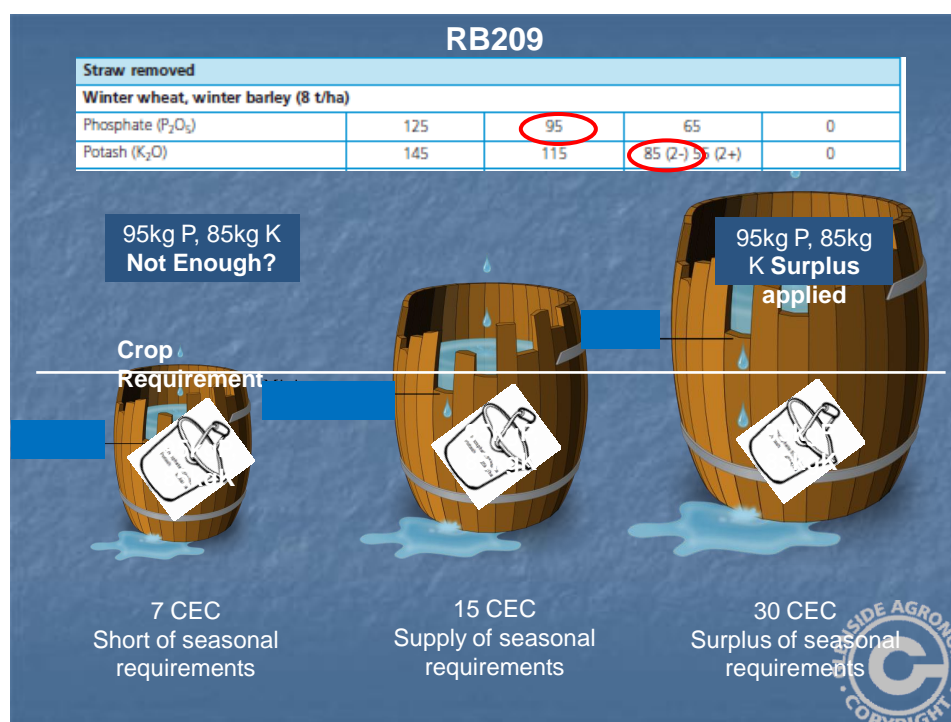 RB209
Straw removed
Winter wheat, winter barley (8 t/ha)
Phosphate (P₂O₅) 125 95 65 0
Potash (K₂O) 145 115 85 (2-) 55 (2+) 0
95kg P, 85kg K
Not Enough?
95kg P, 85kg
K Surplus
applied
Crop
Requirement
7 CEC
Short of seasonal
requirements
15 CEC
Supply of seasonal
requirements
30 CEC
Surplus of seasonal
requirements
COPYRIGHT